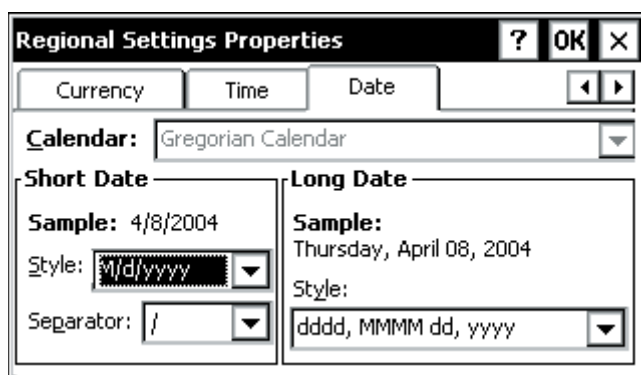 Regional Settings Properties ? OK ×
Currency Time Date
Calendar: Gregorian Calendar
Short Date Long Date
Sample: 4/8/2004
Style: M/d/yyyy
Separator: /
Sample:
Thursday, April 08, 2004
Style:
dddd, MMMM dd, yyyy